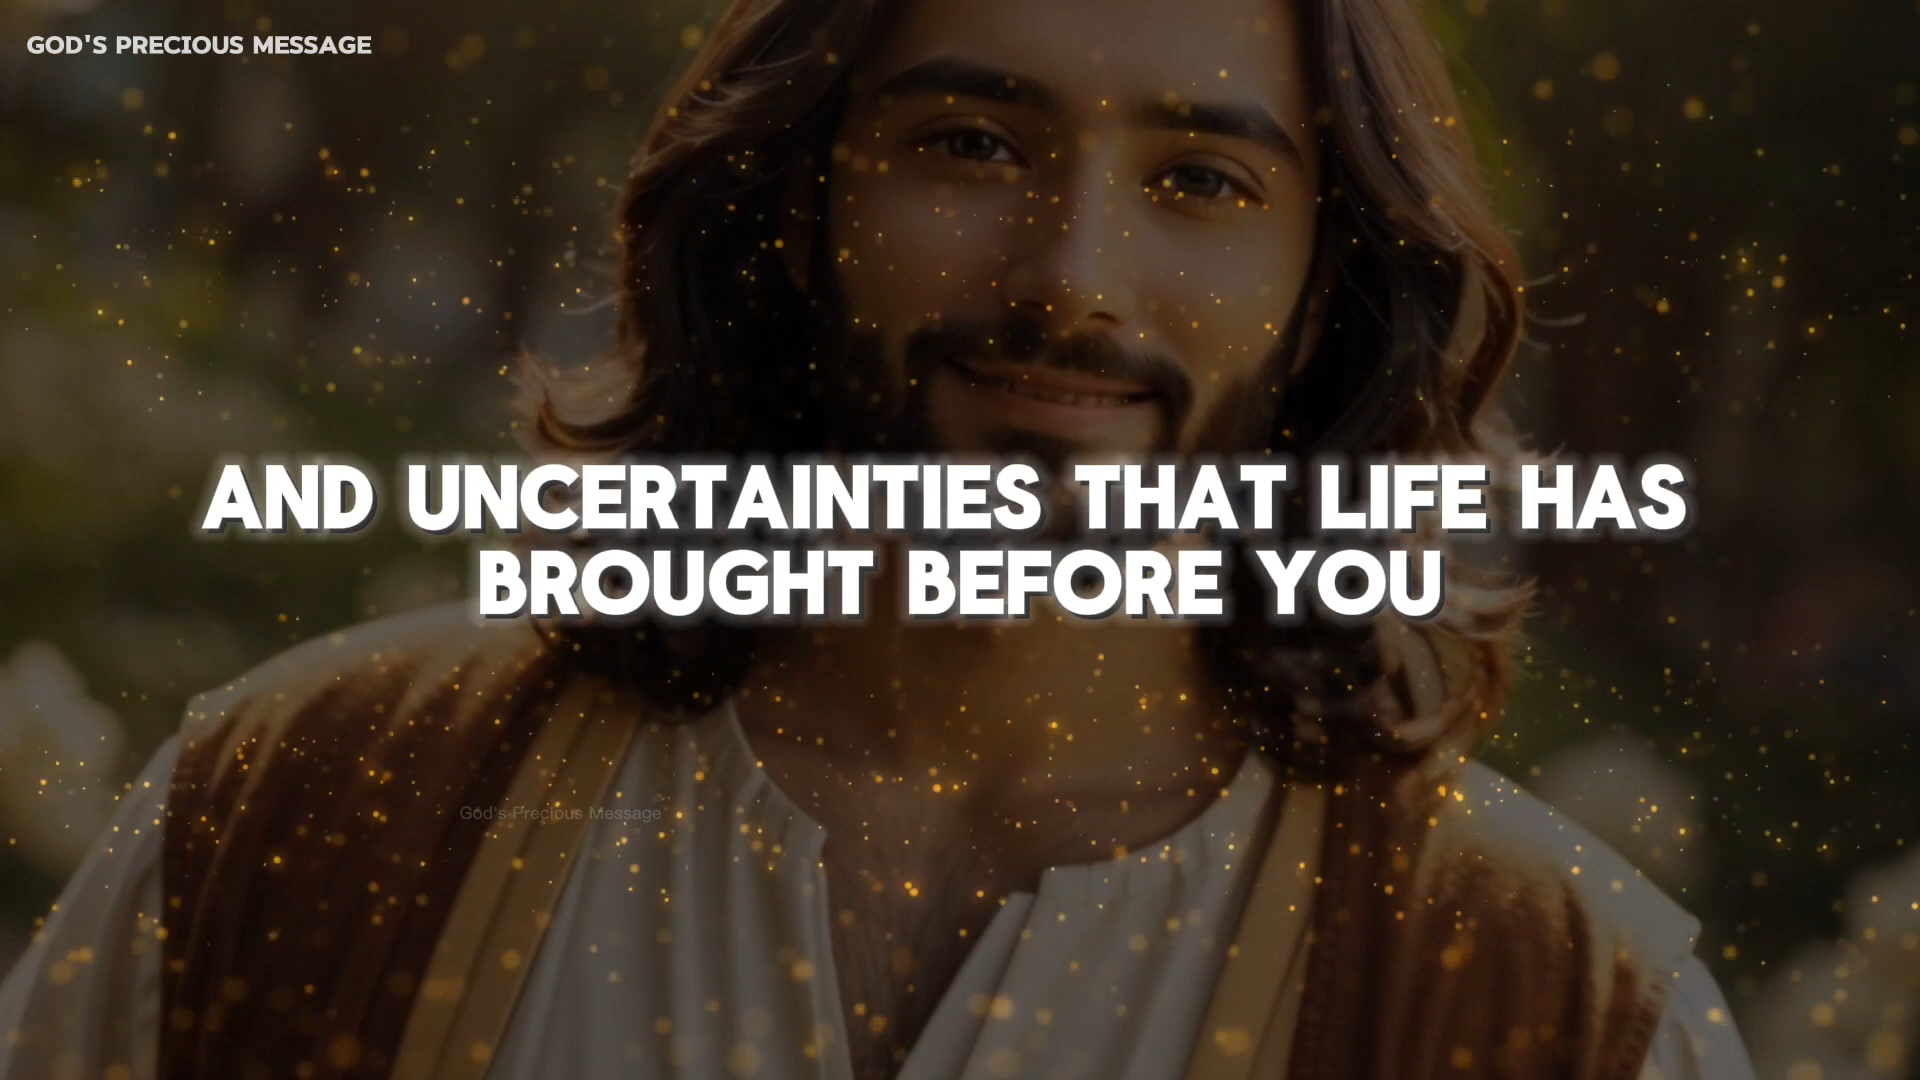 GOD'S PRECIOUS MESSAGE
AND UNCERTAINTIES THAT LIFE HAS
BROUGHT BEFORE YOU
God's Precious Message